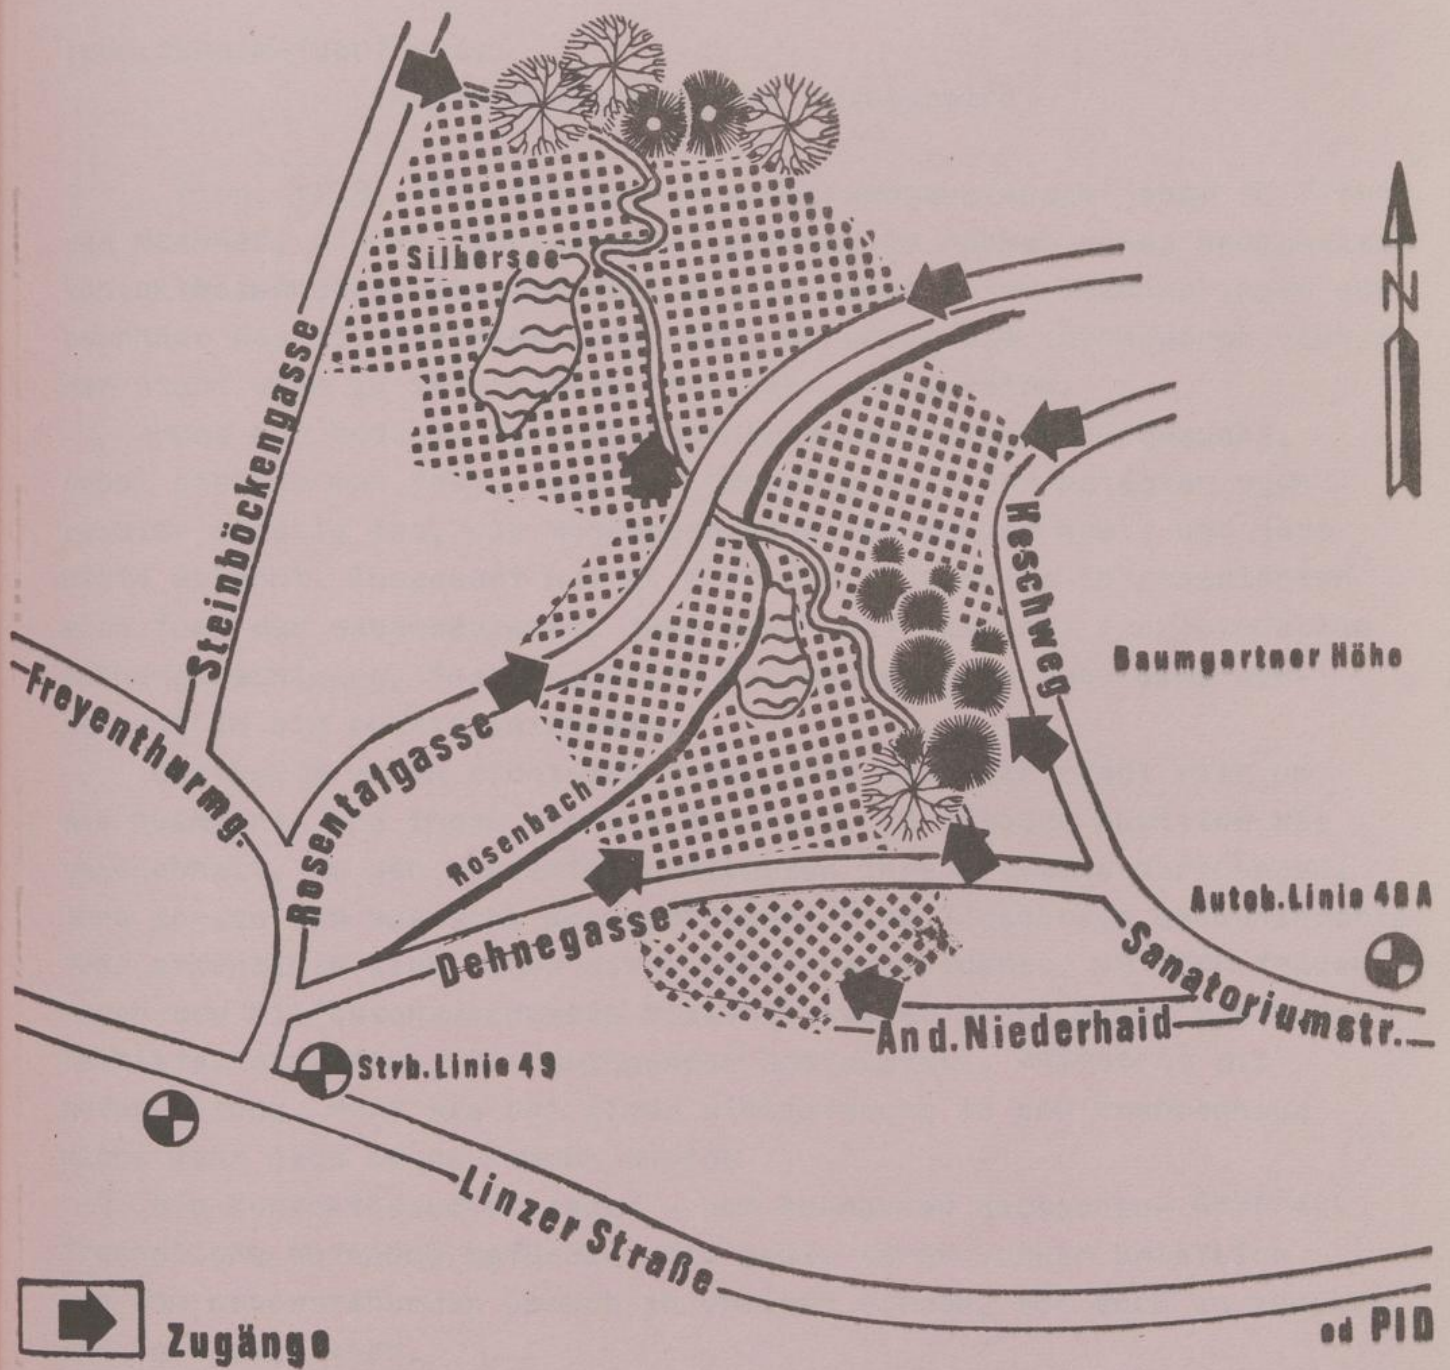 Silbersee
N
Steinböckengasse
Heschweg
Baumgartner Höhe
Freyenthurmg.
Rosentalgasse
Rosenbach
Autob.Linie 48A
Dehnegasse
Sanatoriumstr.
And.Niederhaid
Strb.Linie 49
Linzer Straße
Zugänge
od PID